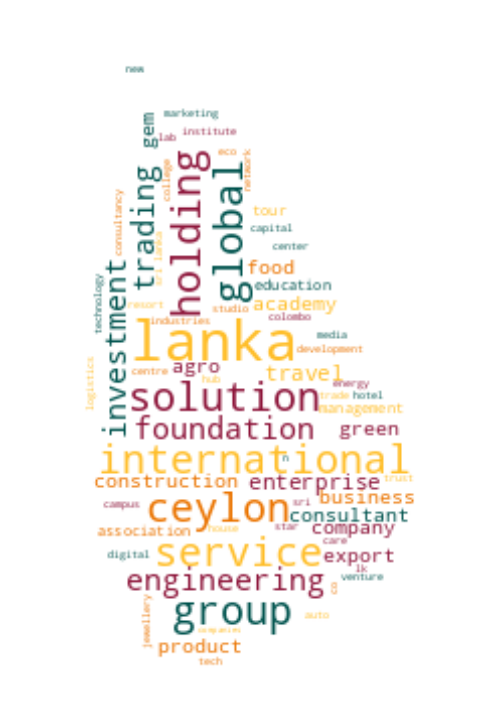 new
marketing
gem
lab
institute
eco
network
college
holding
global
trading
tour
consultancy
capital
center
sri lanka
food
education
technology
investment
resort
studio
academy
industries
colombo
lanka
media
development
logistics
centre
agro
travel
hub
energy
solution
trade
hotel
management
foundation
green
international
n
construction
enterprise
trust
business
campus
ceylon
sri
consultant
star
company
association
house
care
digital
service
export
lk
venture
engineering
co
jewellery
group
auto
companies
product
tech